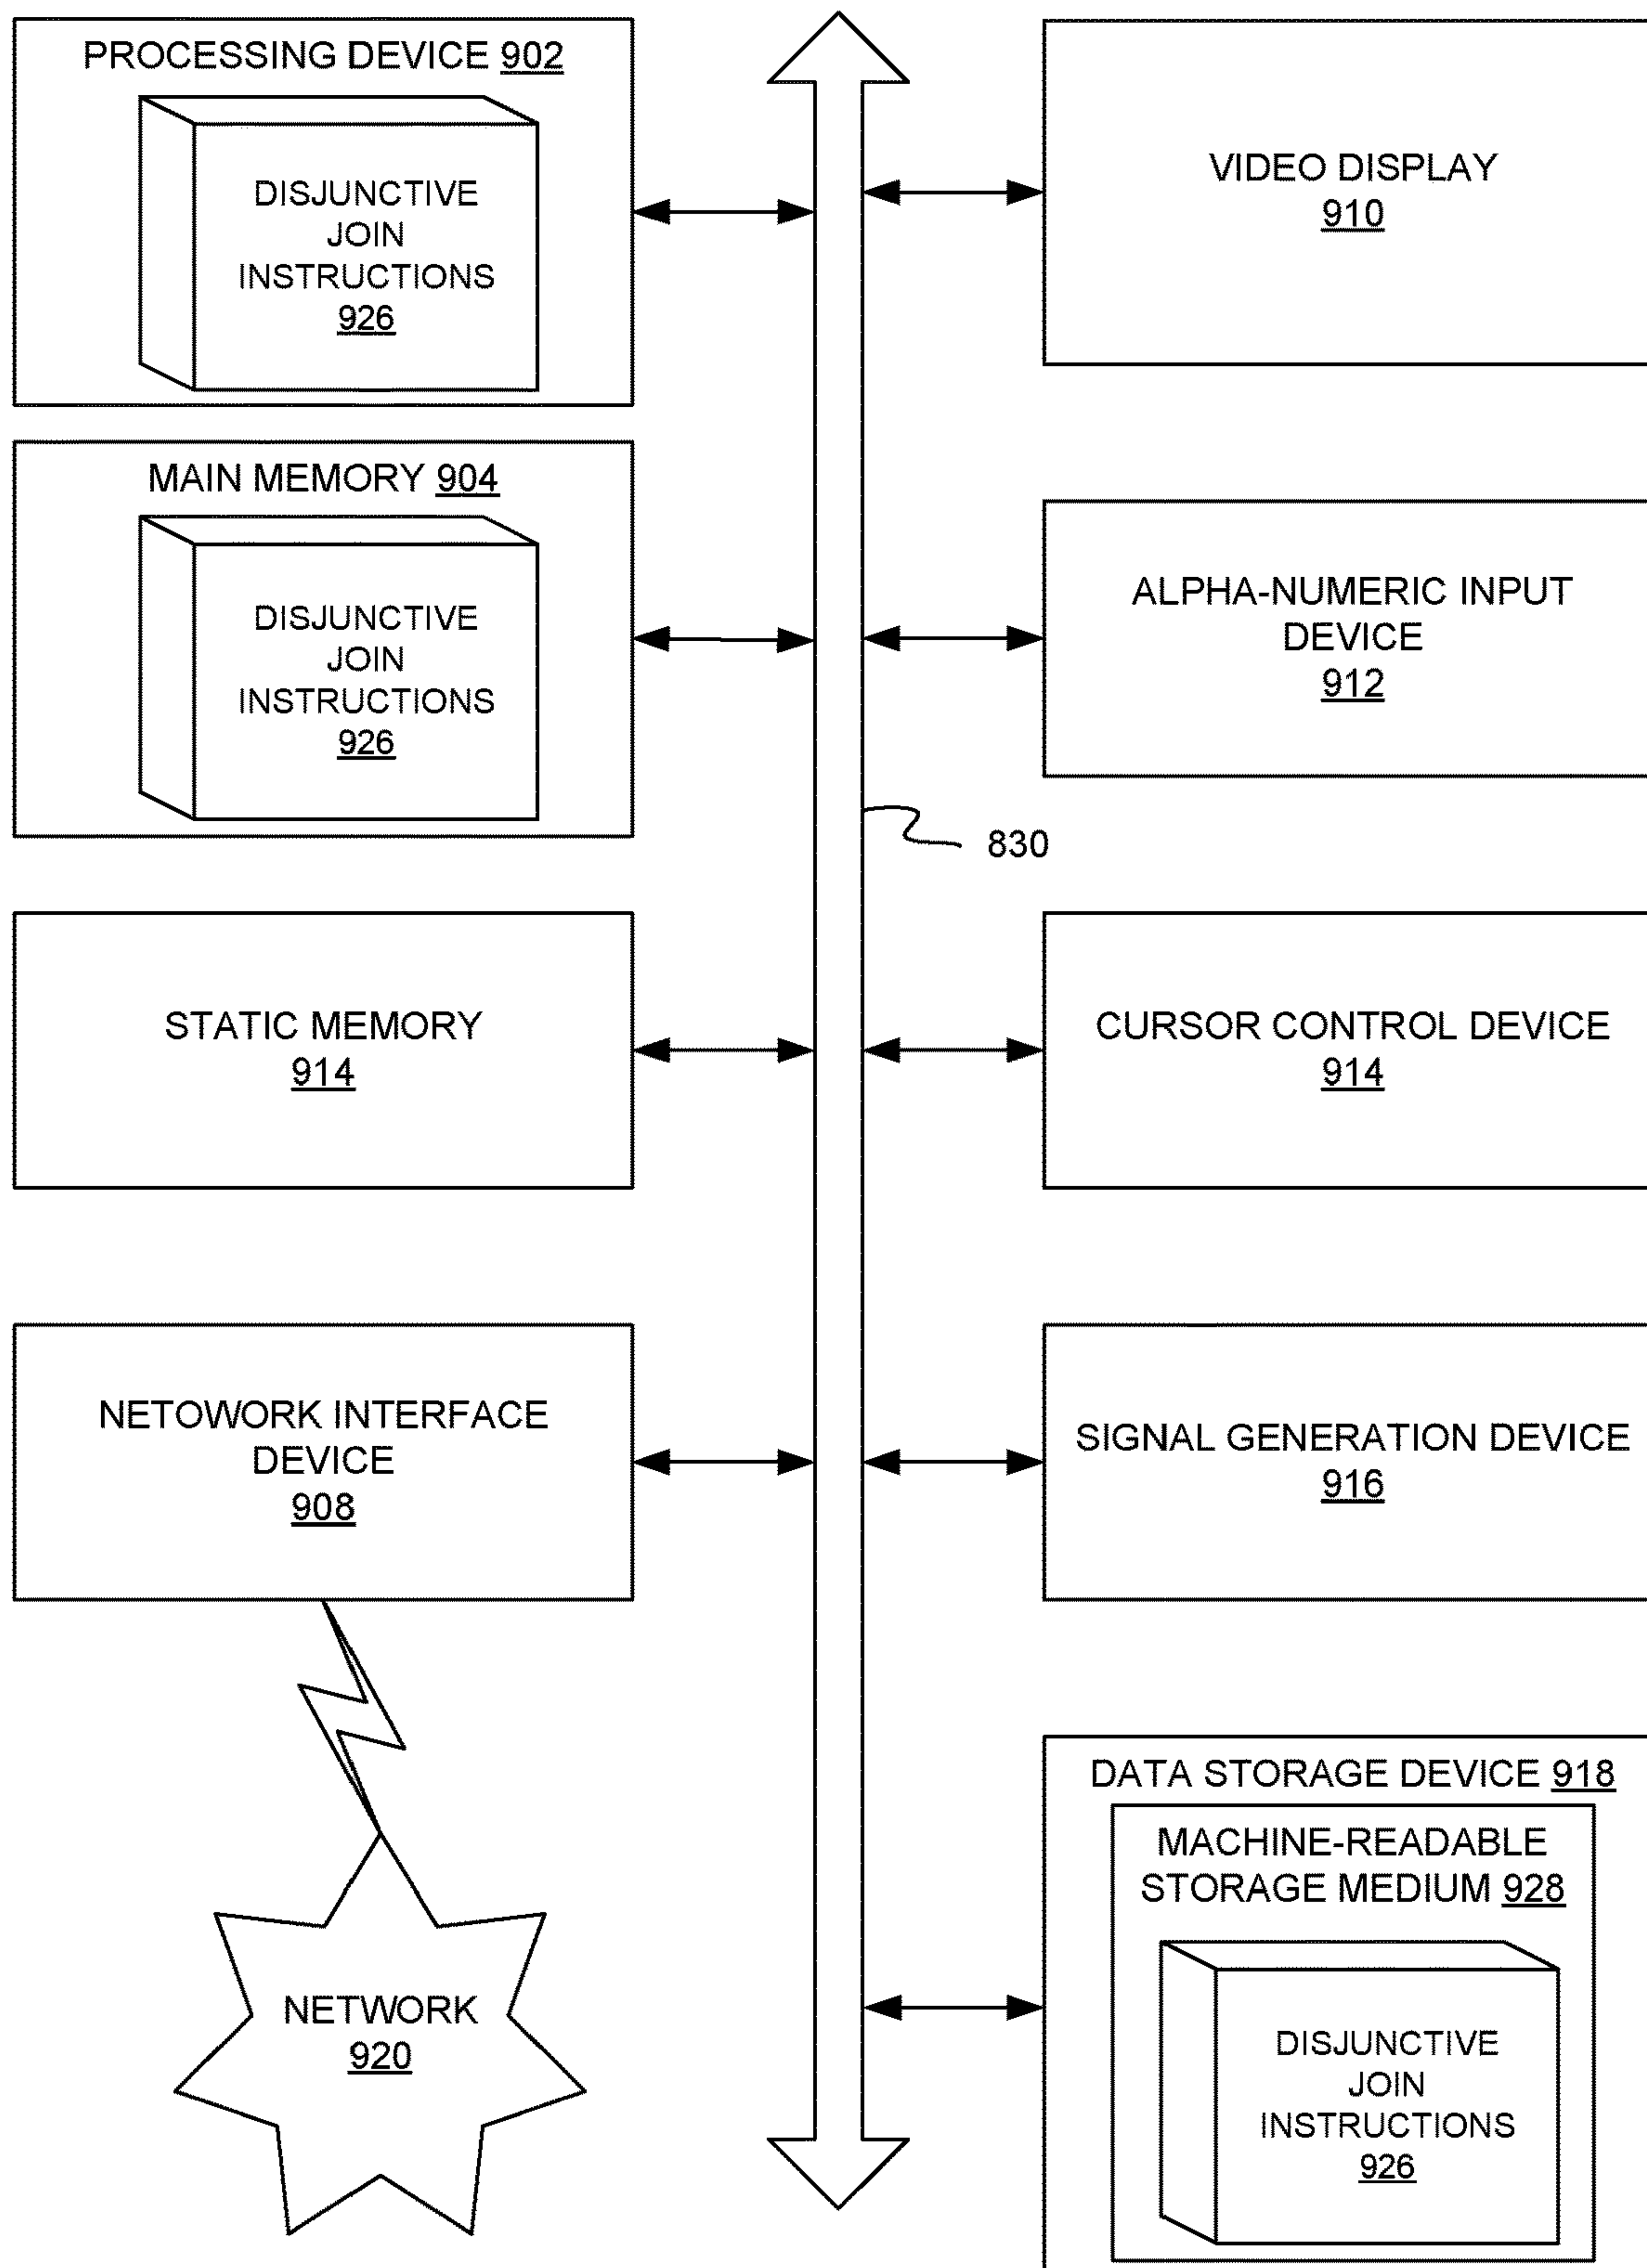 PROCESSING DEVICE 902
DISJUNCTIVE
JOIN
INSTRUCTIONS
926
MAIN MEMORY 904
DISJUNCTIVE
JOIN
INSTRUCTIONS
926
STATIC MEMORY
914
NETOWORK INTERFACE
DEVICE
908
NETWORK
920
830
VIDEO DISPLAY
910
ALPHA-NUMERIC INPUT
DEVICE
912
CURSOR CONTROL DEVICE
914
SIGNAL GENERATION DEVICE
916
DATA STORAGE DEVICE 918
MACHINE-READABLE
STORAGE MEDIUM 928
DISJUNCTIVE
JOIN
INSTRUCTIONS
926